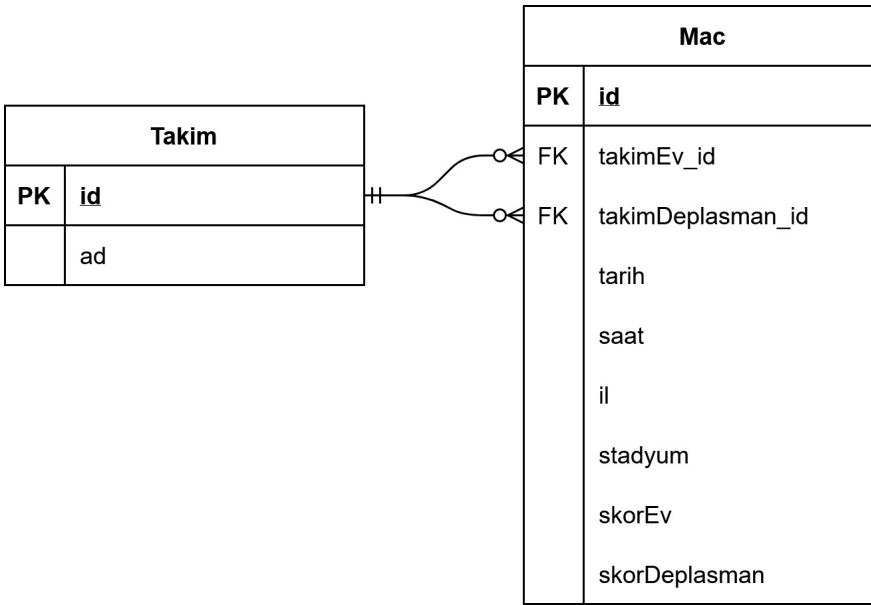 Takim
PK id
ad
Mac
PK id
FK takimEv_id
FK takimDeplasman_id
tarih
saat
il
stadyum
skorEv
skorDeplasman